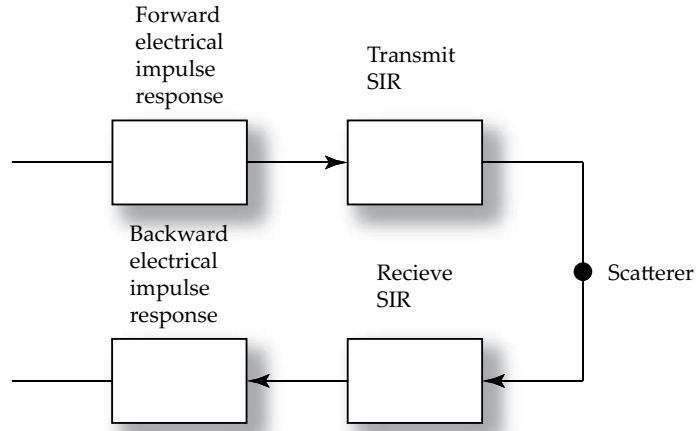 Forward
electrical
impulse
response
Transmit
SIR
Backward
electrical
impulse
response
Recieve
SIR
Scatterer